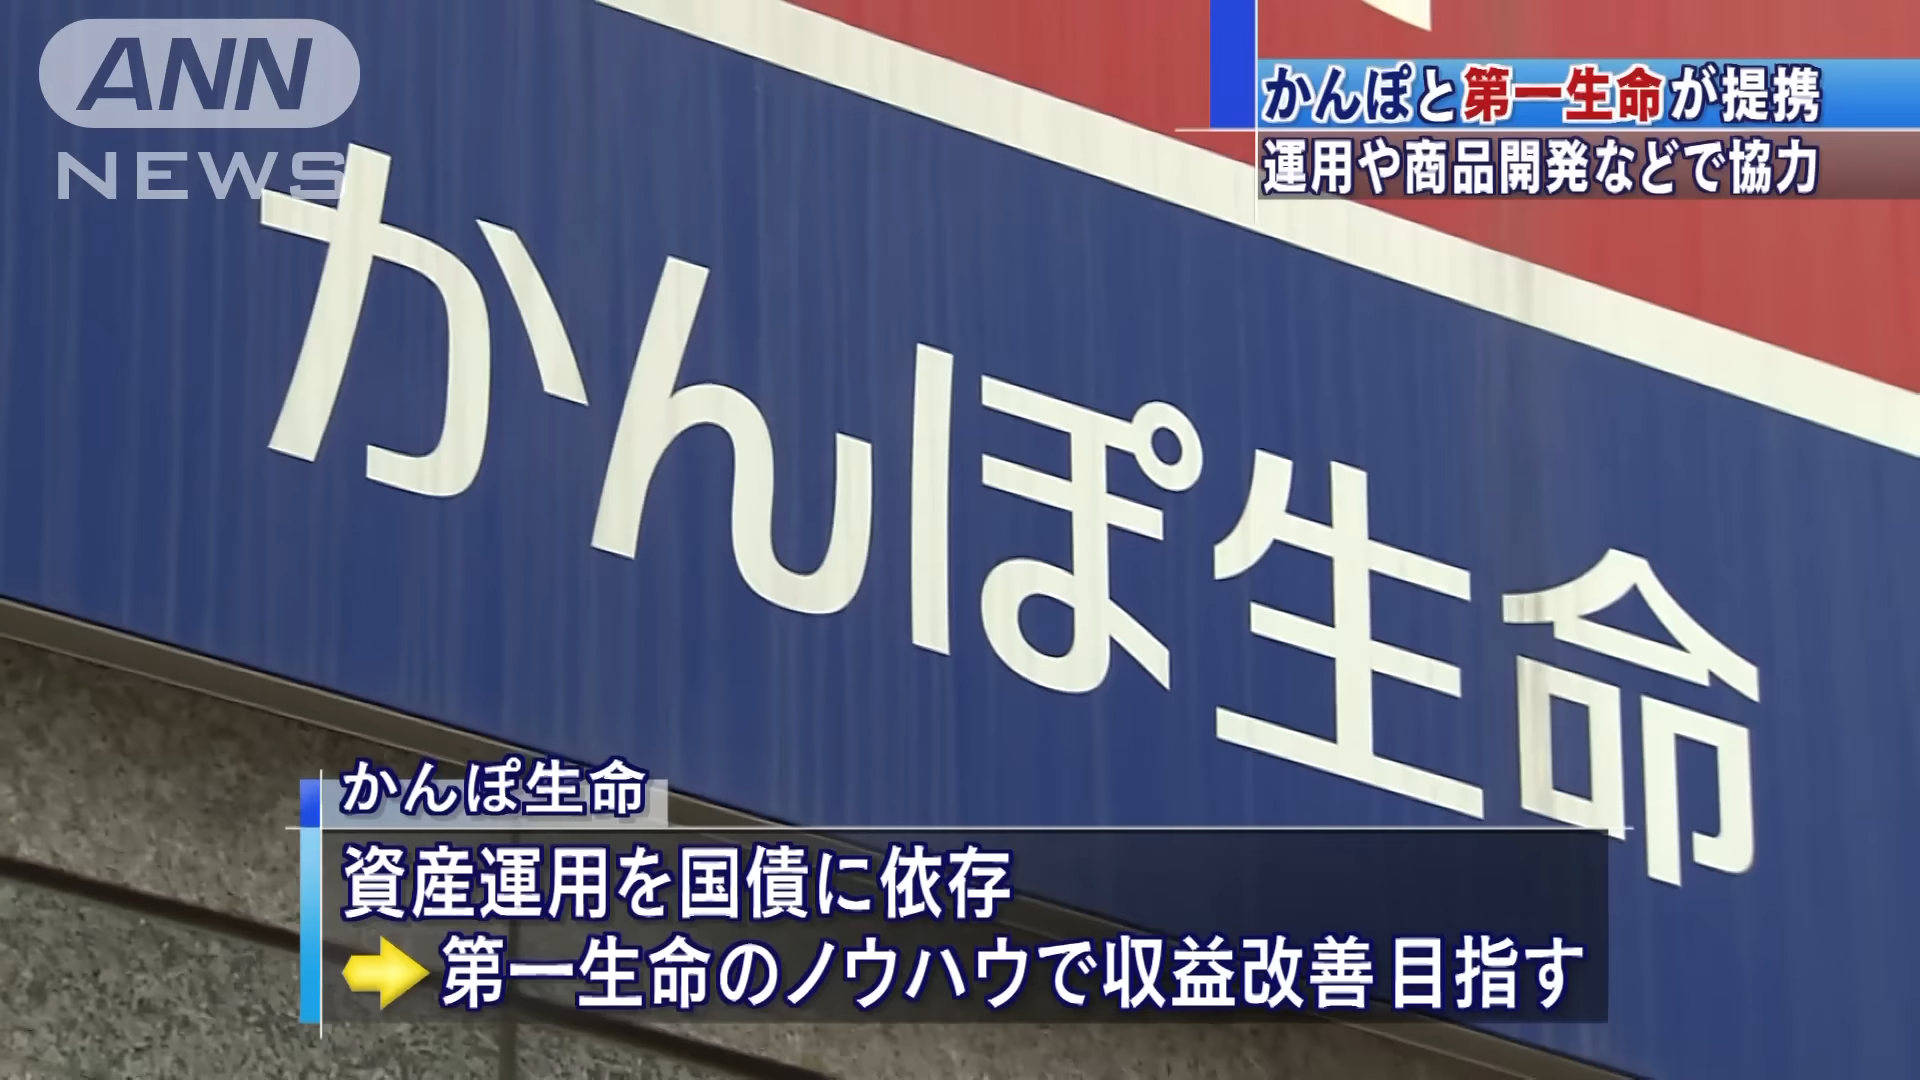 ANN
NEWS
かんぽと第一生命が提携
運用や商品開発などで協力
かんぽ生命
かんぽ生命
資産運用を国債に依存
➡第一生命のノウハウで収益改善目指す